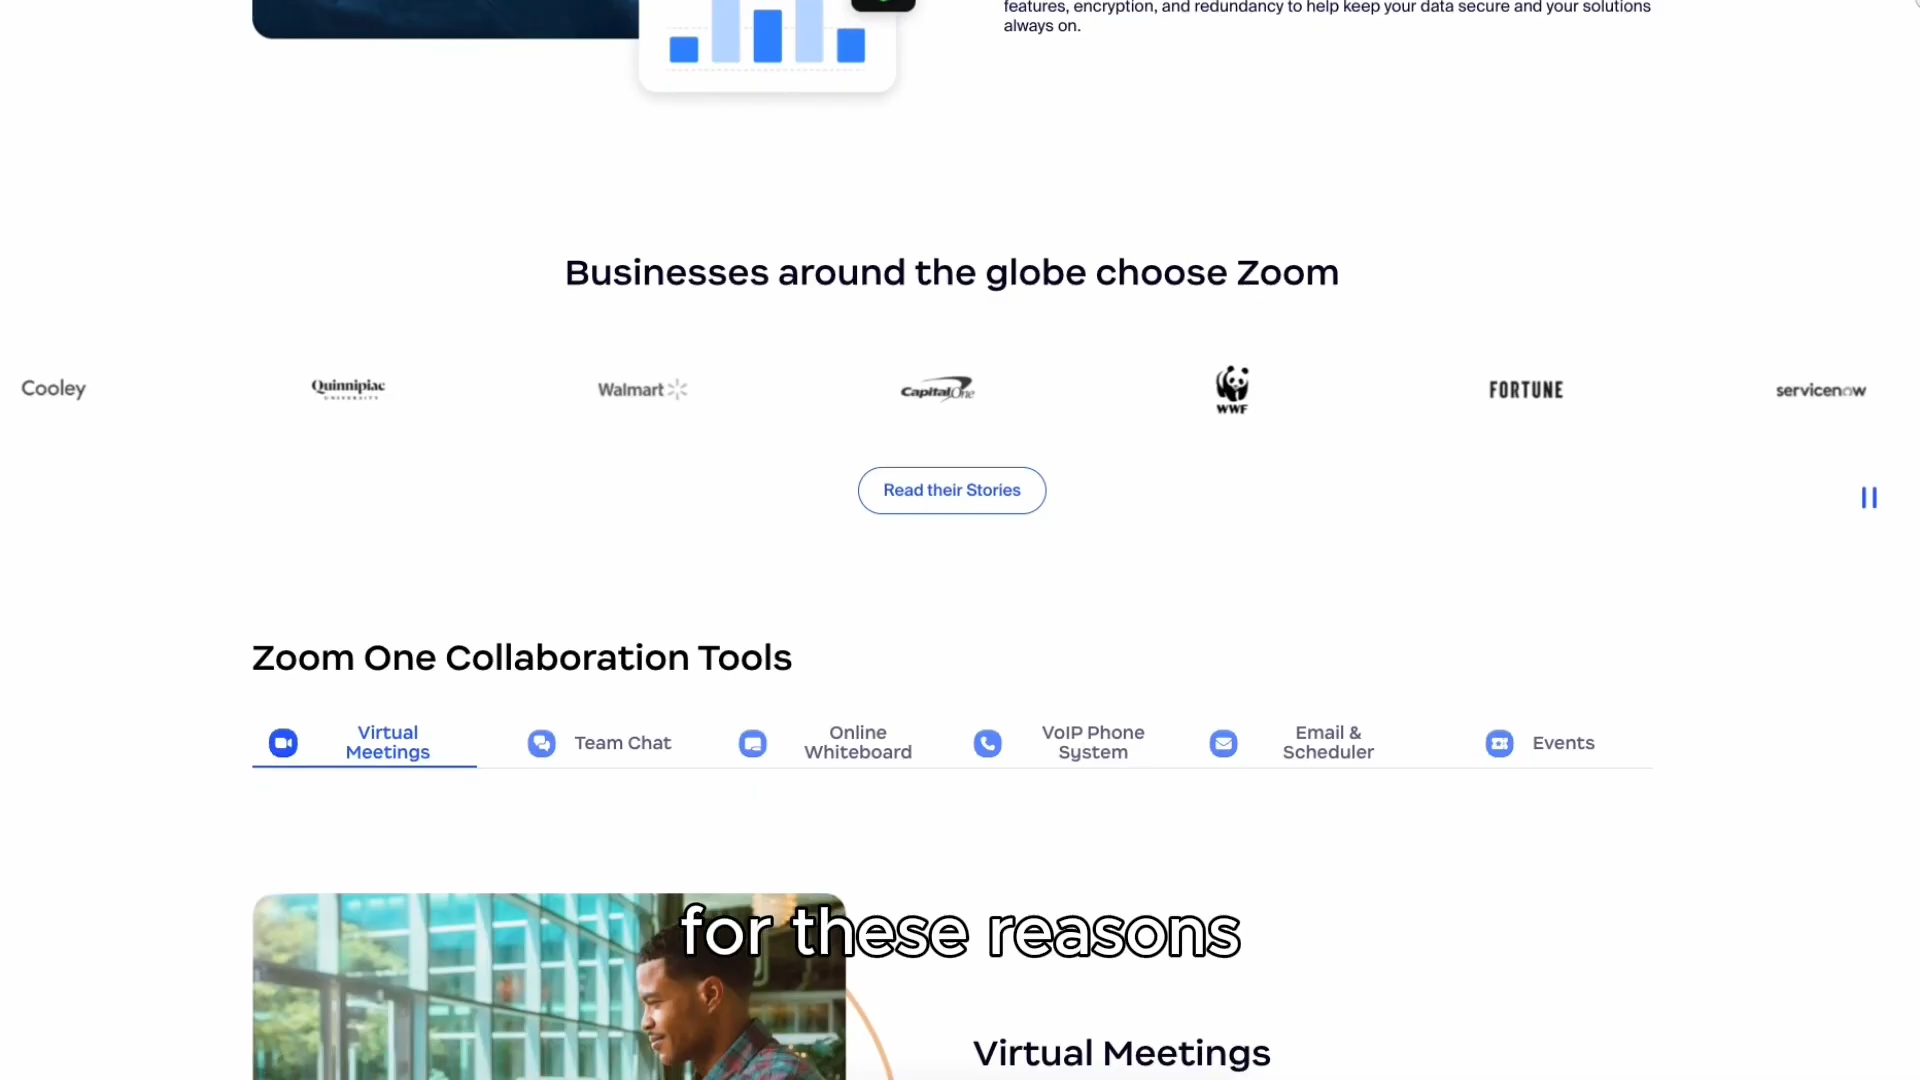 features, encryption, and redundancy to help keep your data secure and your solutions
always on.
Businesses around the globe choose Zoom
Cooley
Quinnipiac
UNIVERSITY
Walmart
Capital One
WWF
FORTUNE
servicenow
Read their Stories
Zoom One Collaboration Tools
Virtual
Meetings
Team Chat
Online
Whiteboard
VoIP Phone
System
Email &
Scheduler
Events
for these reasons
Virtual Meetings